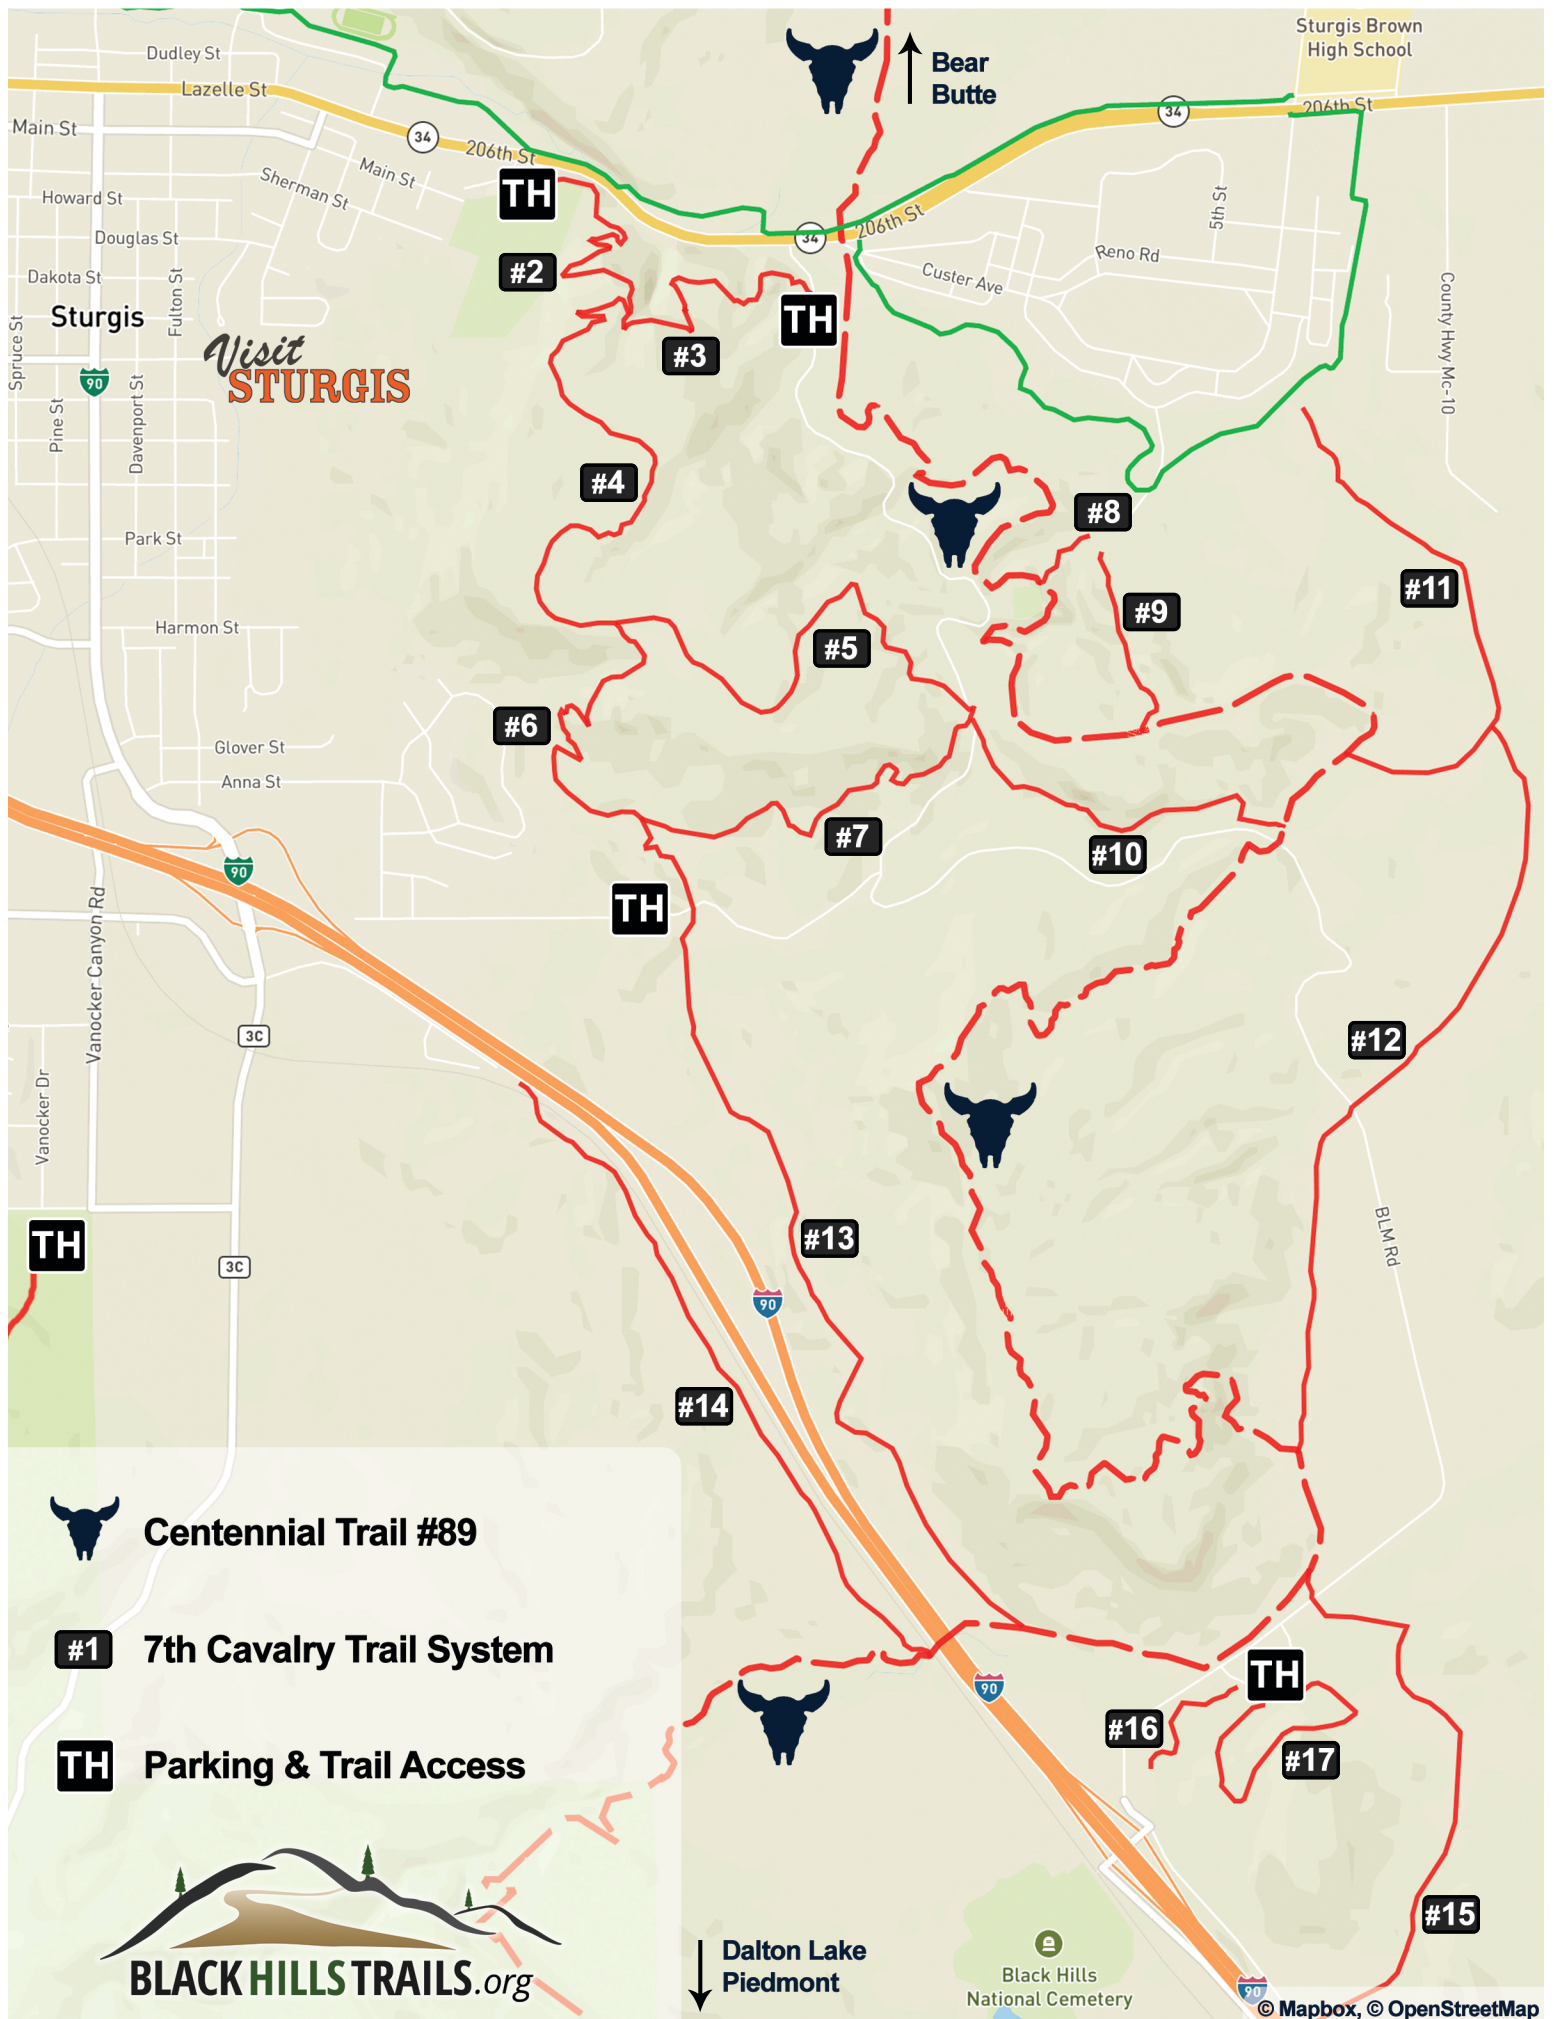 Sturgis Brown
High School
Bear
Butte
Dudley St
Lazelle St
34
206th St
Main St
34
206th St
Main St
TH
Sherman St
Howard St
5th St
34
206th St
Douglas St
Reno Rd
#2
Custer Ave
Dakota St
Fulton St
County Hwy Mc-10
Sturgis
TH
Spruce St
Visit
STURGIS
#3
90
Pine St
Davenport St
#4
#8
Park St
#11
#9
Harmon St
#5
#6
Glover St
Anna St
#7
#10
90
TH
Vanocker Canyon Rd
3C
#12
Vanocker Dr
TH
#13
BLM Rd
3C
90
#14
Centennial Trail #89
#1
7th Cavalry Trail System
TH
90
#16
#17
TH
Parking & Trail Access
#15
BLACK HILLS TRAILS.org
Dalton Lake
Piedmont
Black Hills
National Cemetery
90
© Mapbox, © OpenStreetMap